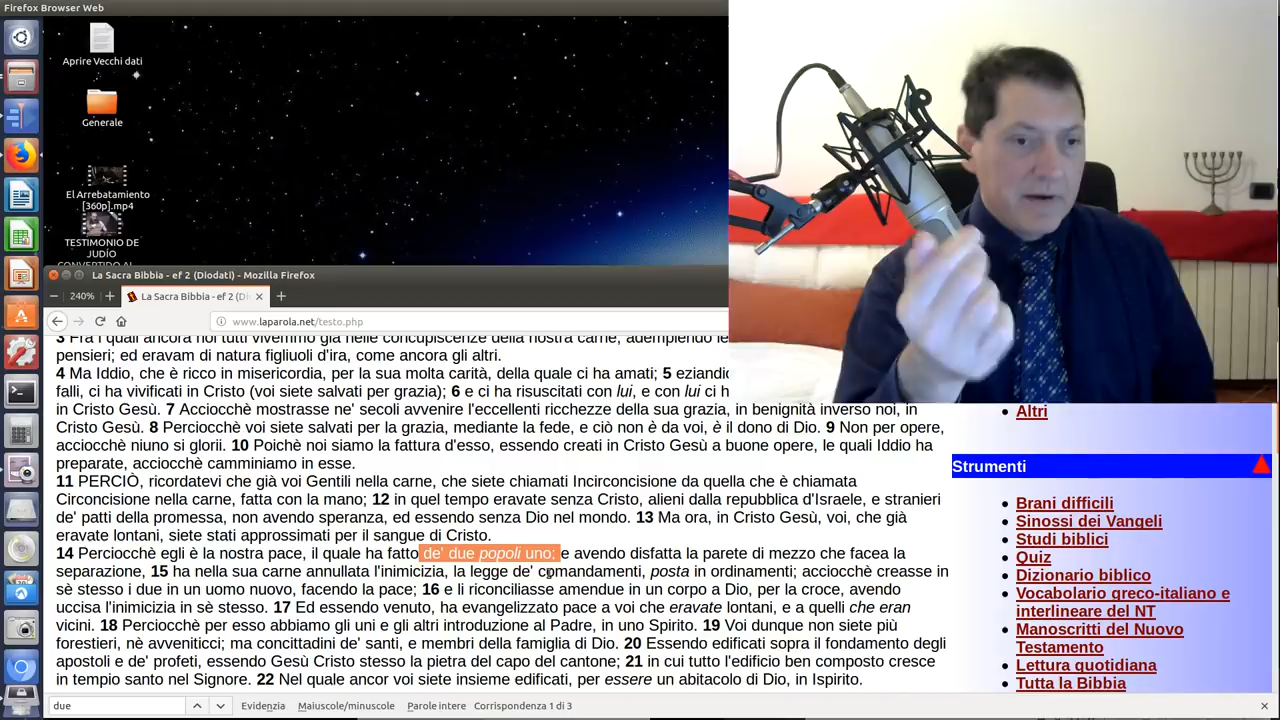 Firefox Browser Web
Aprire Vecchi dati
Generale
El Arrebatamiento
[360p].mp4
TESTIMONIO DE
JUDÍO
La Sacra Bibbia - ef 2 (Diodati) - Mozilla Firefox
240%
La Sacra Bibbia - ef 2 (Di
www.laparola.net/testo.php
3 Fra i quali ancora noi tutti vivemmo già nelle concupiscenze della nostra carne, adempiendo le
pensieri; ed eravam di natura figliuoli d'ira, come ancora gli altri.
4 Ma Iddio, che è ricco in misericordia, per la sua molta carità, della quale ci ha amati; 5 eziandio
falli, ci ha vivificati in Cristo (voi siete salvati per grazia); 6 e ci ha risuscitati con lui, e con lui ci h
in Cristo Gesù. 7 Acciocchè mostrasse ne' secoli avvenire l'eccellenti ricchezze della sua grazia, in benignità inverso noi, in
Cristo Gesù. 8 Perciocchè voi siete salvati per la grazia, mediante la fede, e ciò non è da voi, è il dono di Dio. 9 Non per opere,
acciocchè niuno si glorii. 10 Poichè noi siamo la fattura d'esso, essendo creati in Cristo Gesù a buone opere, le quali Iddio ha
preparate, acciocchè camminiamo in esse.
11 PERCIÒ, ricordatevi che già voi Gentili nella carne, che siete chiamati Incirconcisione da quella che è chiamata
Circoncisione nella carne, fatta con la mano; 12 in quel tempo eravate senza Cristo, alieni dalla repubblica d'Israele, e stranieri
de' patti della promessa, non avendo speranza, ed essendo senza Dio nel mondo. 13 Ma ora, in Cristo Gesù, voi, che già
eravate lontani, siete stati approssimati per il sangue di Cristo.
14 Perciocchè egli è la nostra pace, il quale ha fatto de' due popoli uno; e avendo disfatta la parete di mezzo che facea la
separazione, 15 ha nella sua carne annullata l'inimicizia, la legge de' comandamenti, posta in ordinamenti; acciocchè creasse in
sè stesso i due in un uomo nuovo, facendo la pace; 16 e li riconciliasse amendue in un corpo a Dio, per la croce, avendo
uccisa l'inimicizia in sè stesso. 17 Ed essendo venuto, ha evangelizzato pace a voi che eravate lontani, e a quelli che eran
vicini. 18 Perciocchè per esso abbiamo gli uni e gli altri introduzione al Padre, in uno Spirito. 19 Voi dunque non siete più
forestieri, nè avveniticci; ma concittadini de' santi, e membri della famiglia di Dio. 20 Essendo edificati sopra il fondamento degli
apostoli e de' profeti, essendo Gesù Cristo stesso la pietra del capo del cantone; 21 in cui tutto l'edificio ben composto cresce
in tempio santo nel Signore. 22 Nel quale ancor voi siete insieme edificati, per essere un abitacolo di Dio, in Ispirito.
Altri
Strumenti
Brani difficili
Sinossi dei Vangeli
Studi biblici
Quiz
Dizionario biblico
Vocabolario greco-italiano e
interlineare del NT
Manoscritti del Nuovo
Testamento
Lettura quotidiana
Tutta la Bibbia
due
Evidenzia
Maiuscole/minuscole
Parole intere
Corrispondenza 1 di 3